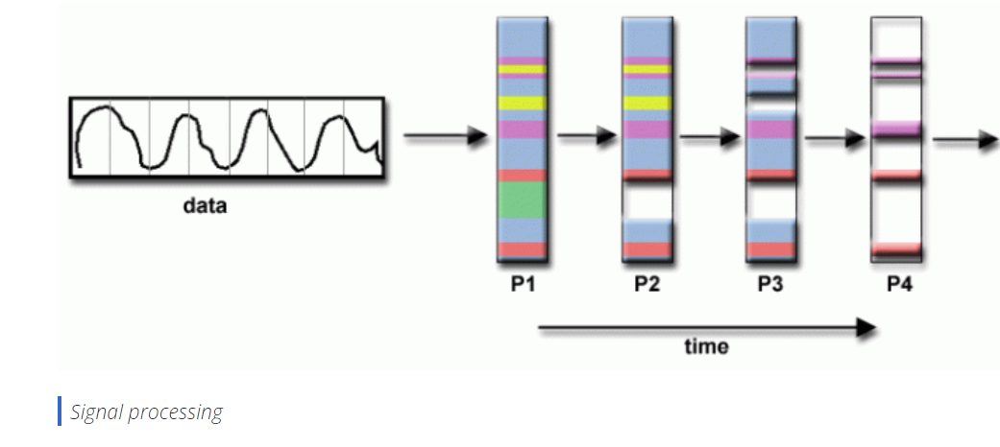 data
P1
P2
P3
P4
time
Signal processing